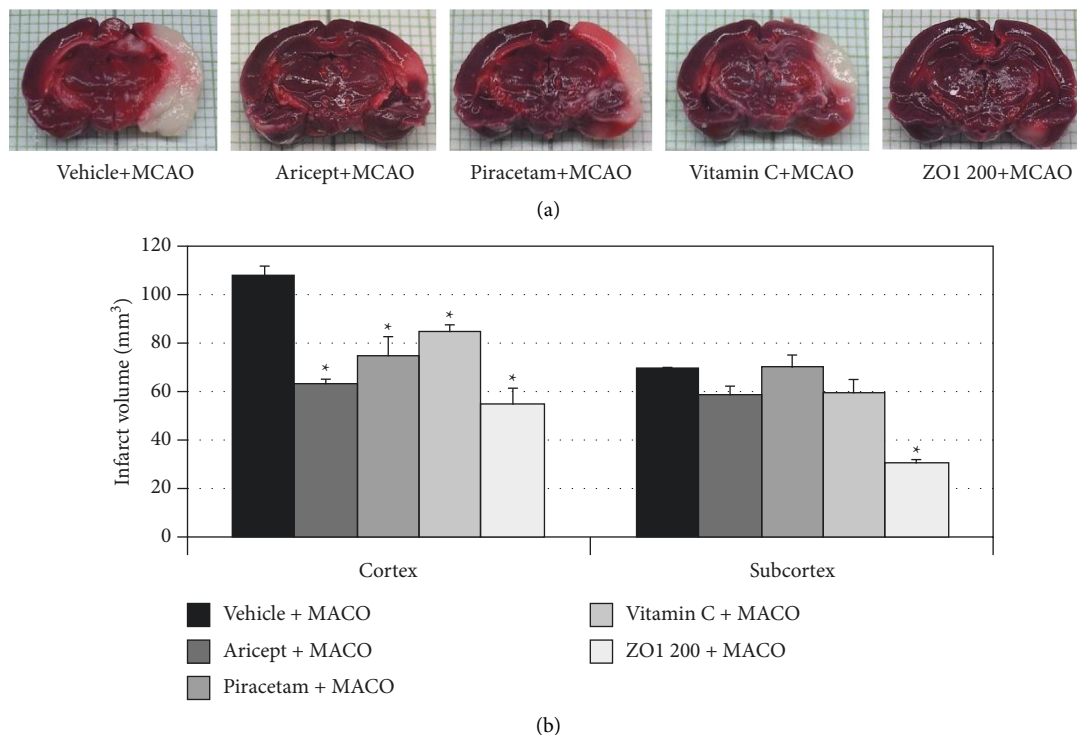 Vehicle+MCAO Aricept+MCAO Piracetam+MCAO Vitamin C+MCAO ZO1 200+MCAO
(a)
Infarct volume (mm³)
120
100
80
60
40
20
0
* * * * *
Cortex Subcortex
Vehicle + MACO
Aricept + MACO
Piracetam + MACO
Vitamin C + MACO
ZO1 200 + MACO
(b)